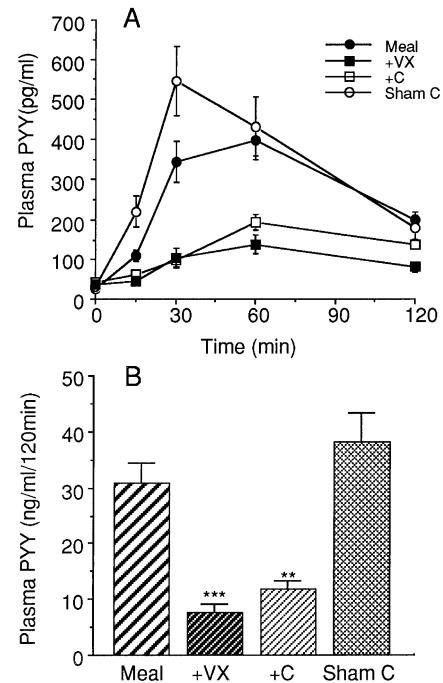 A
700
600
500
400
300
200
100
0
Plasma PYY(pg/ml)
Meal
+VX
+C
Sham C
0 30 60 90 120
Time (min)
B
50
40
30
20
10
0
Plasma PYY (ng/ml/120min)
***
**
Meal +VX +C Sham C